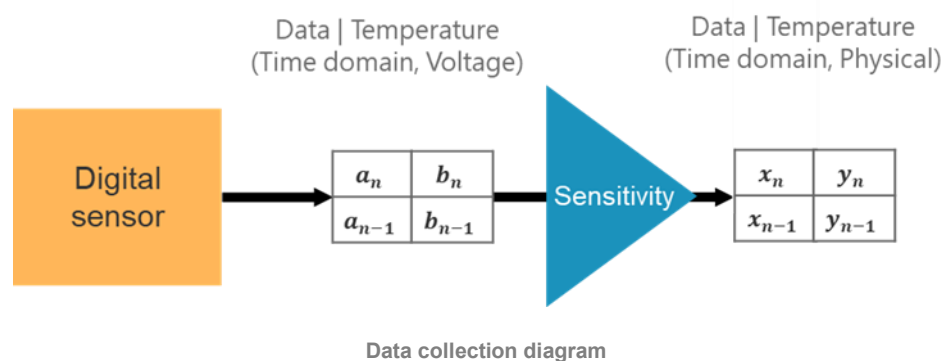 Data | Temperature
(Time domain, Voltage)
Data | Temperature
(Time domain, Physical)
Digital
sensor
aₙ bₙ
aₙ₋₁ bₙ₋₁
Sensitivity
xₙ yₙ
xₙ₋₁ yₙ₋₁
Data collection diagram